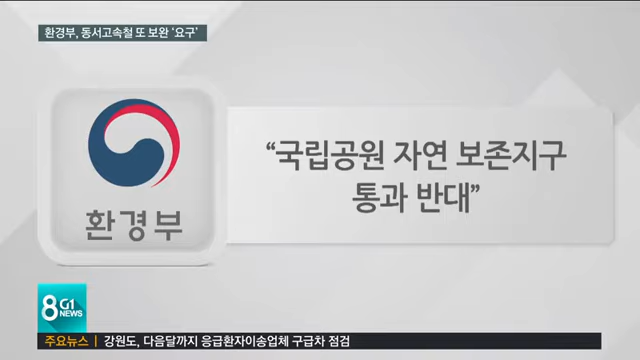 환경부, 동서고속철 또 보완 '요구'
“국립공원 자연 보존지구
통과 반대”
환경부
8 G1
NEWS
주요뉴스 | 강원도, 다음달까지 응급환자이송업체 구급차 점검